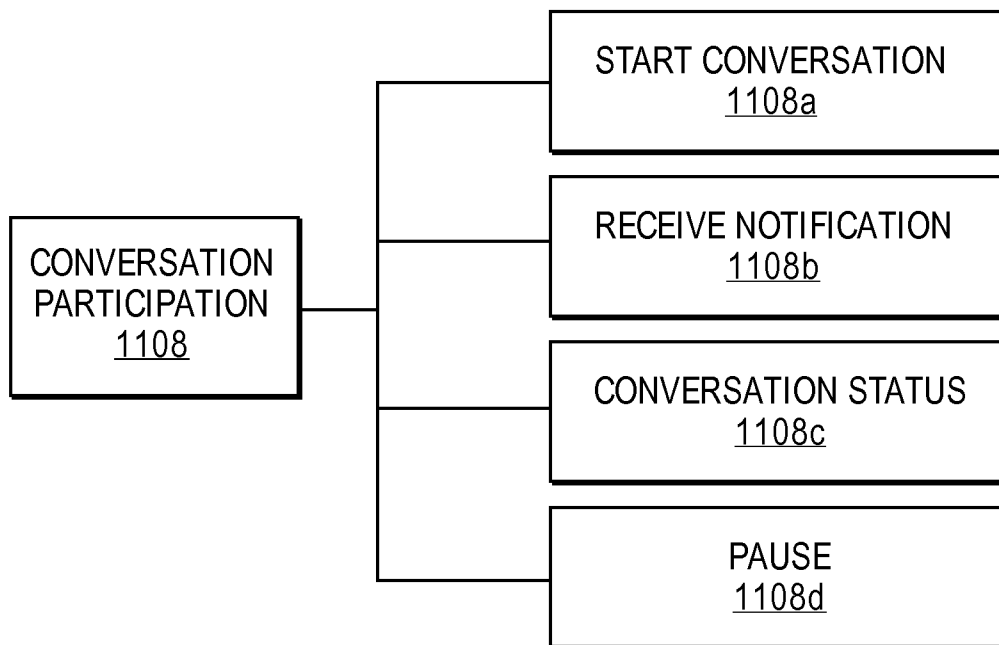 CONVERSATION
PARTICIPATION
1108
START CONVERSATION
1108a
RECEIVE NOTIFICATION
1108b
CONVERSATION STATUS
1108c
PAUSE
1108d